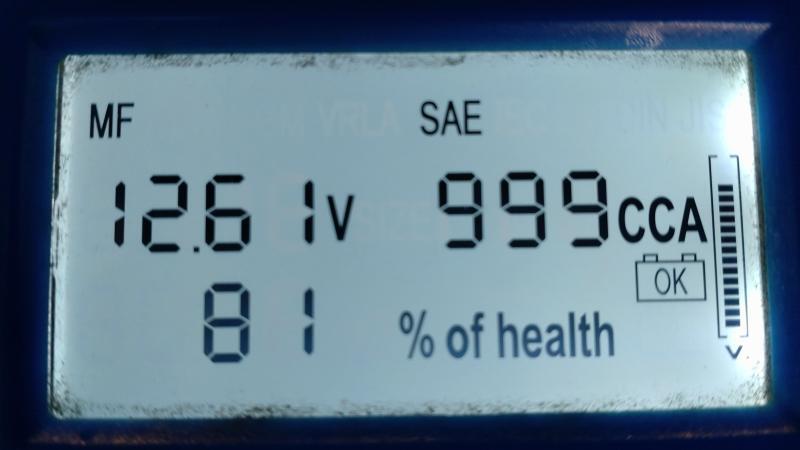 MF SAE
12.61V 999CCA
OK
81 % of health